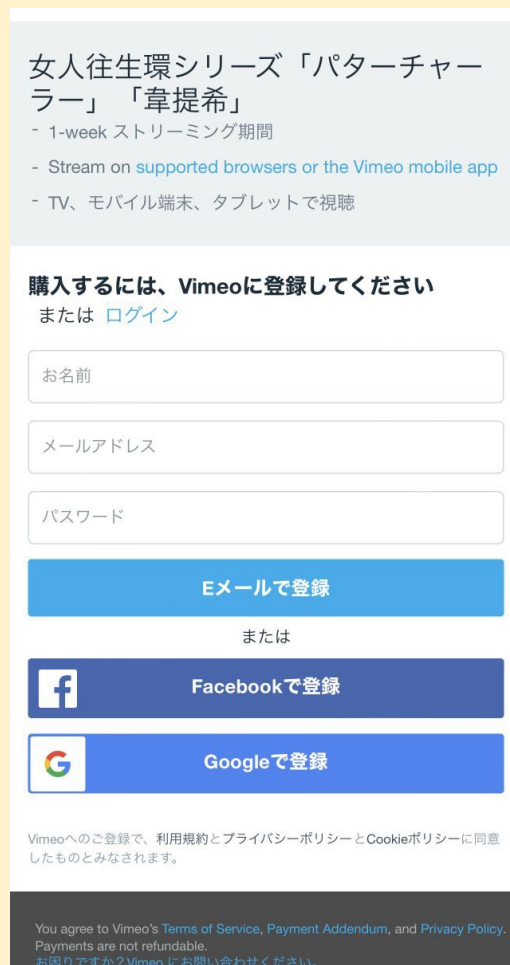 女人往生環シリーズ「パターチャー
ラー」「韋提希」
- 1-week ストリーミング期間
- Stream on supported browsers or the Vimeo mobile app
- TV、モバイル端末、タブレットで視聴
購入するには、Vimeoに登録してください
または ログイン
お名前
メールアドレス
パスワード
Eメールで登録
または
Facebookで登録
Googleで登録
Vimeoへのご登録で、利用規約とプライバシーポリシーとCookieポリシーに同意
したものとみなされます。
You agree to Vimeo's Terms of Service, Payment Addendum, and Privacy Policy.
Payments are not refundable.
お困りですか？Vimeo にお問い合わせください。